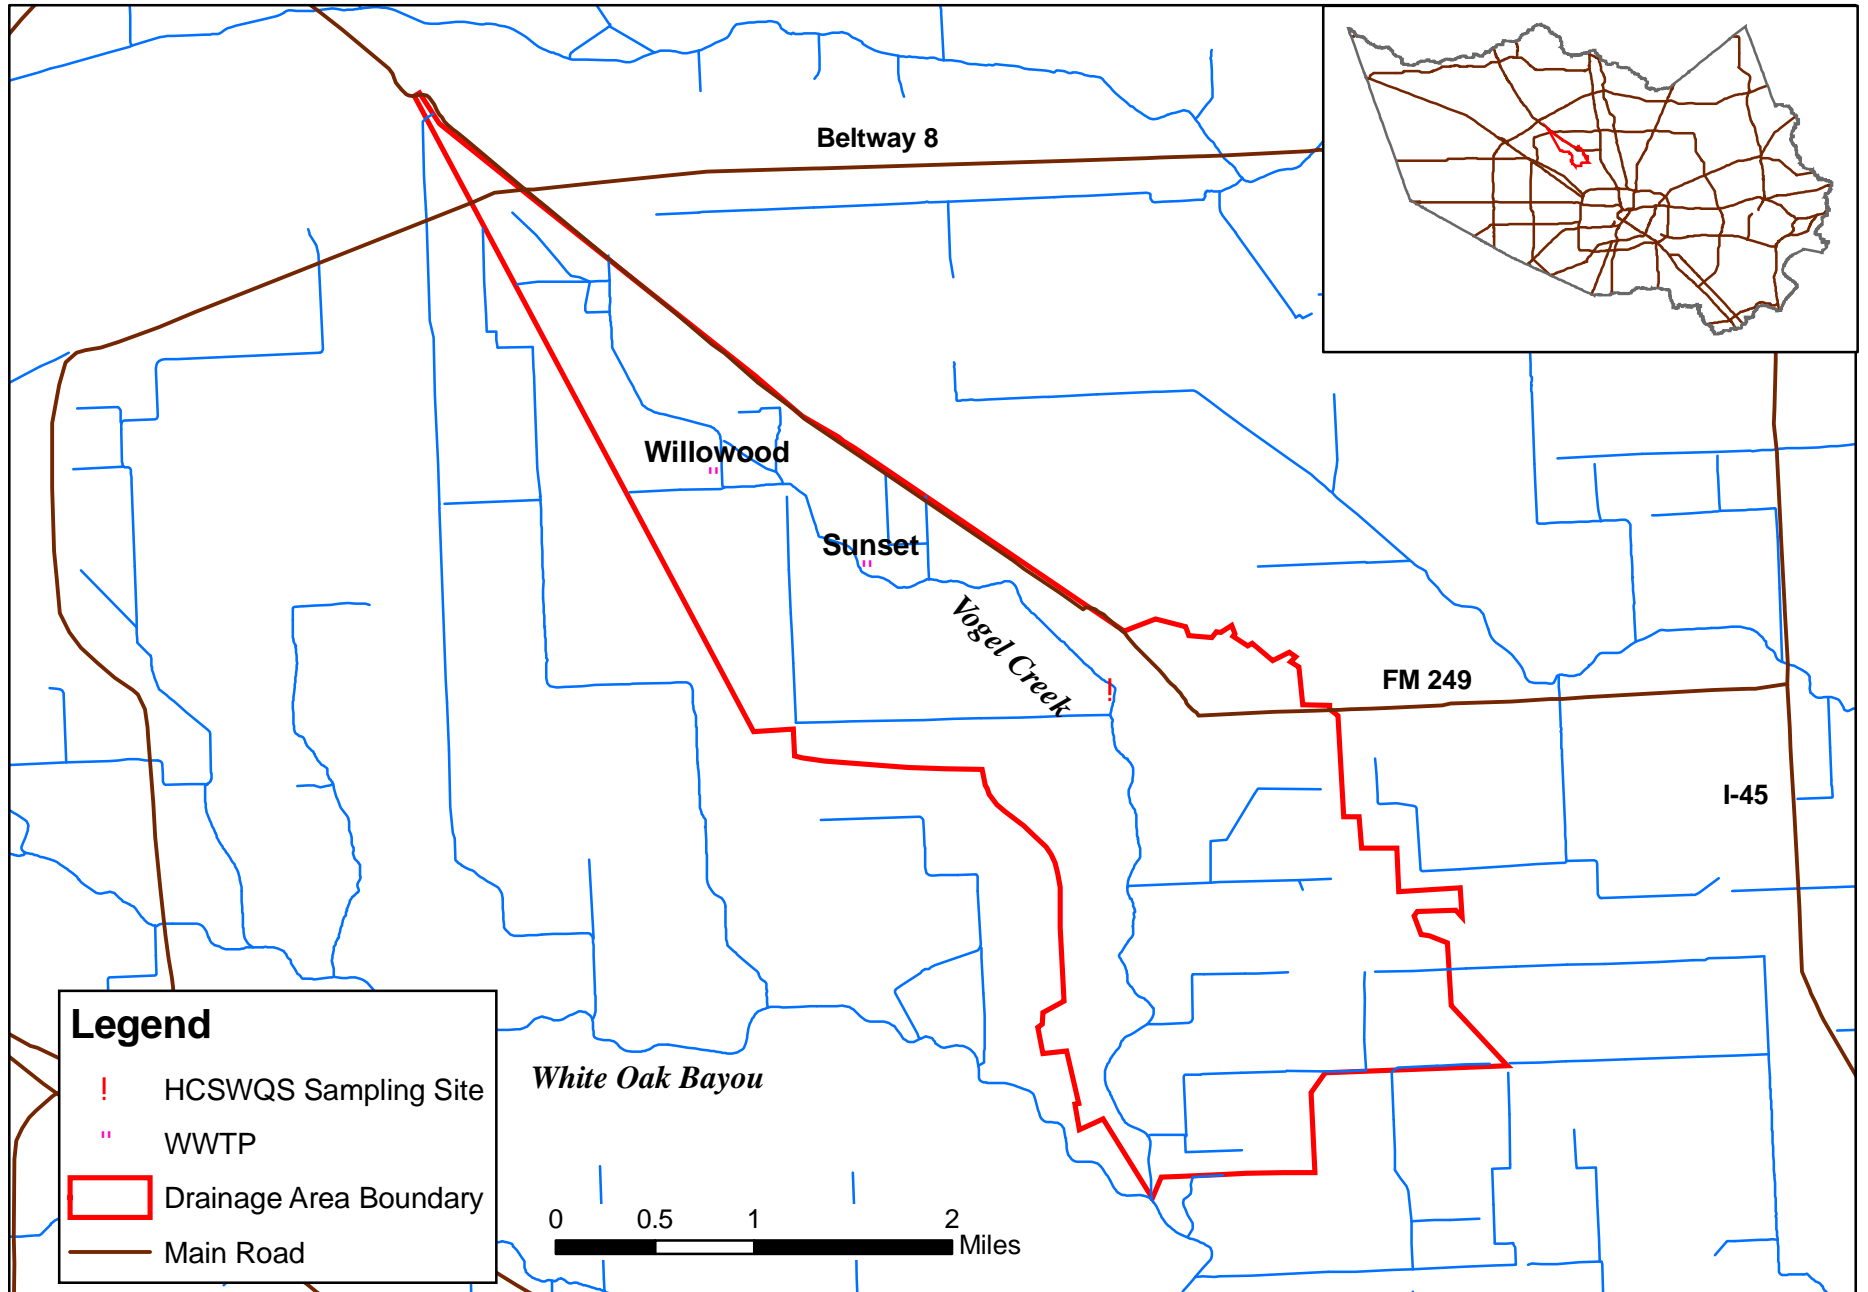 Beltway 8
Willowood
"
Sunset
"
Vogel Creek
!
FM 249
I-45
White Oak Bayou
Legend
! HCSWQS Sampling Site
" WWTP
Drainage Area Boundary
Main Road
0 0.5 1 2
Miles